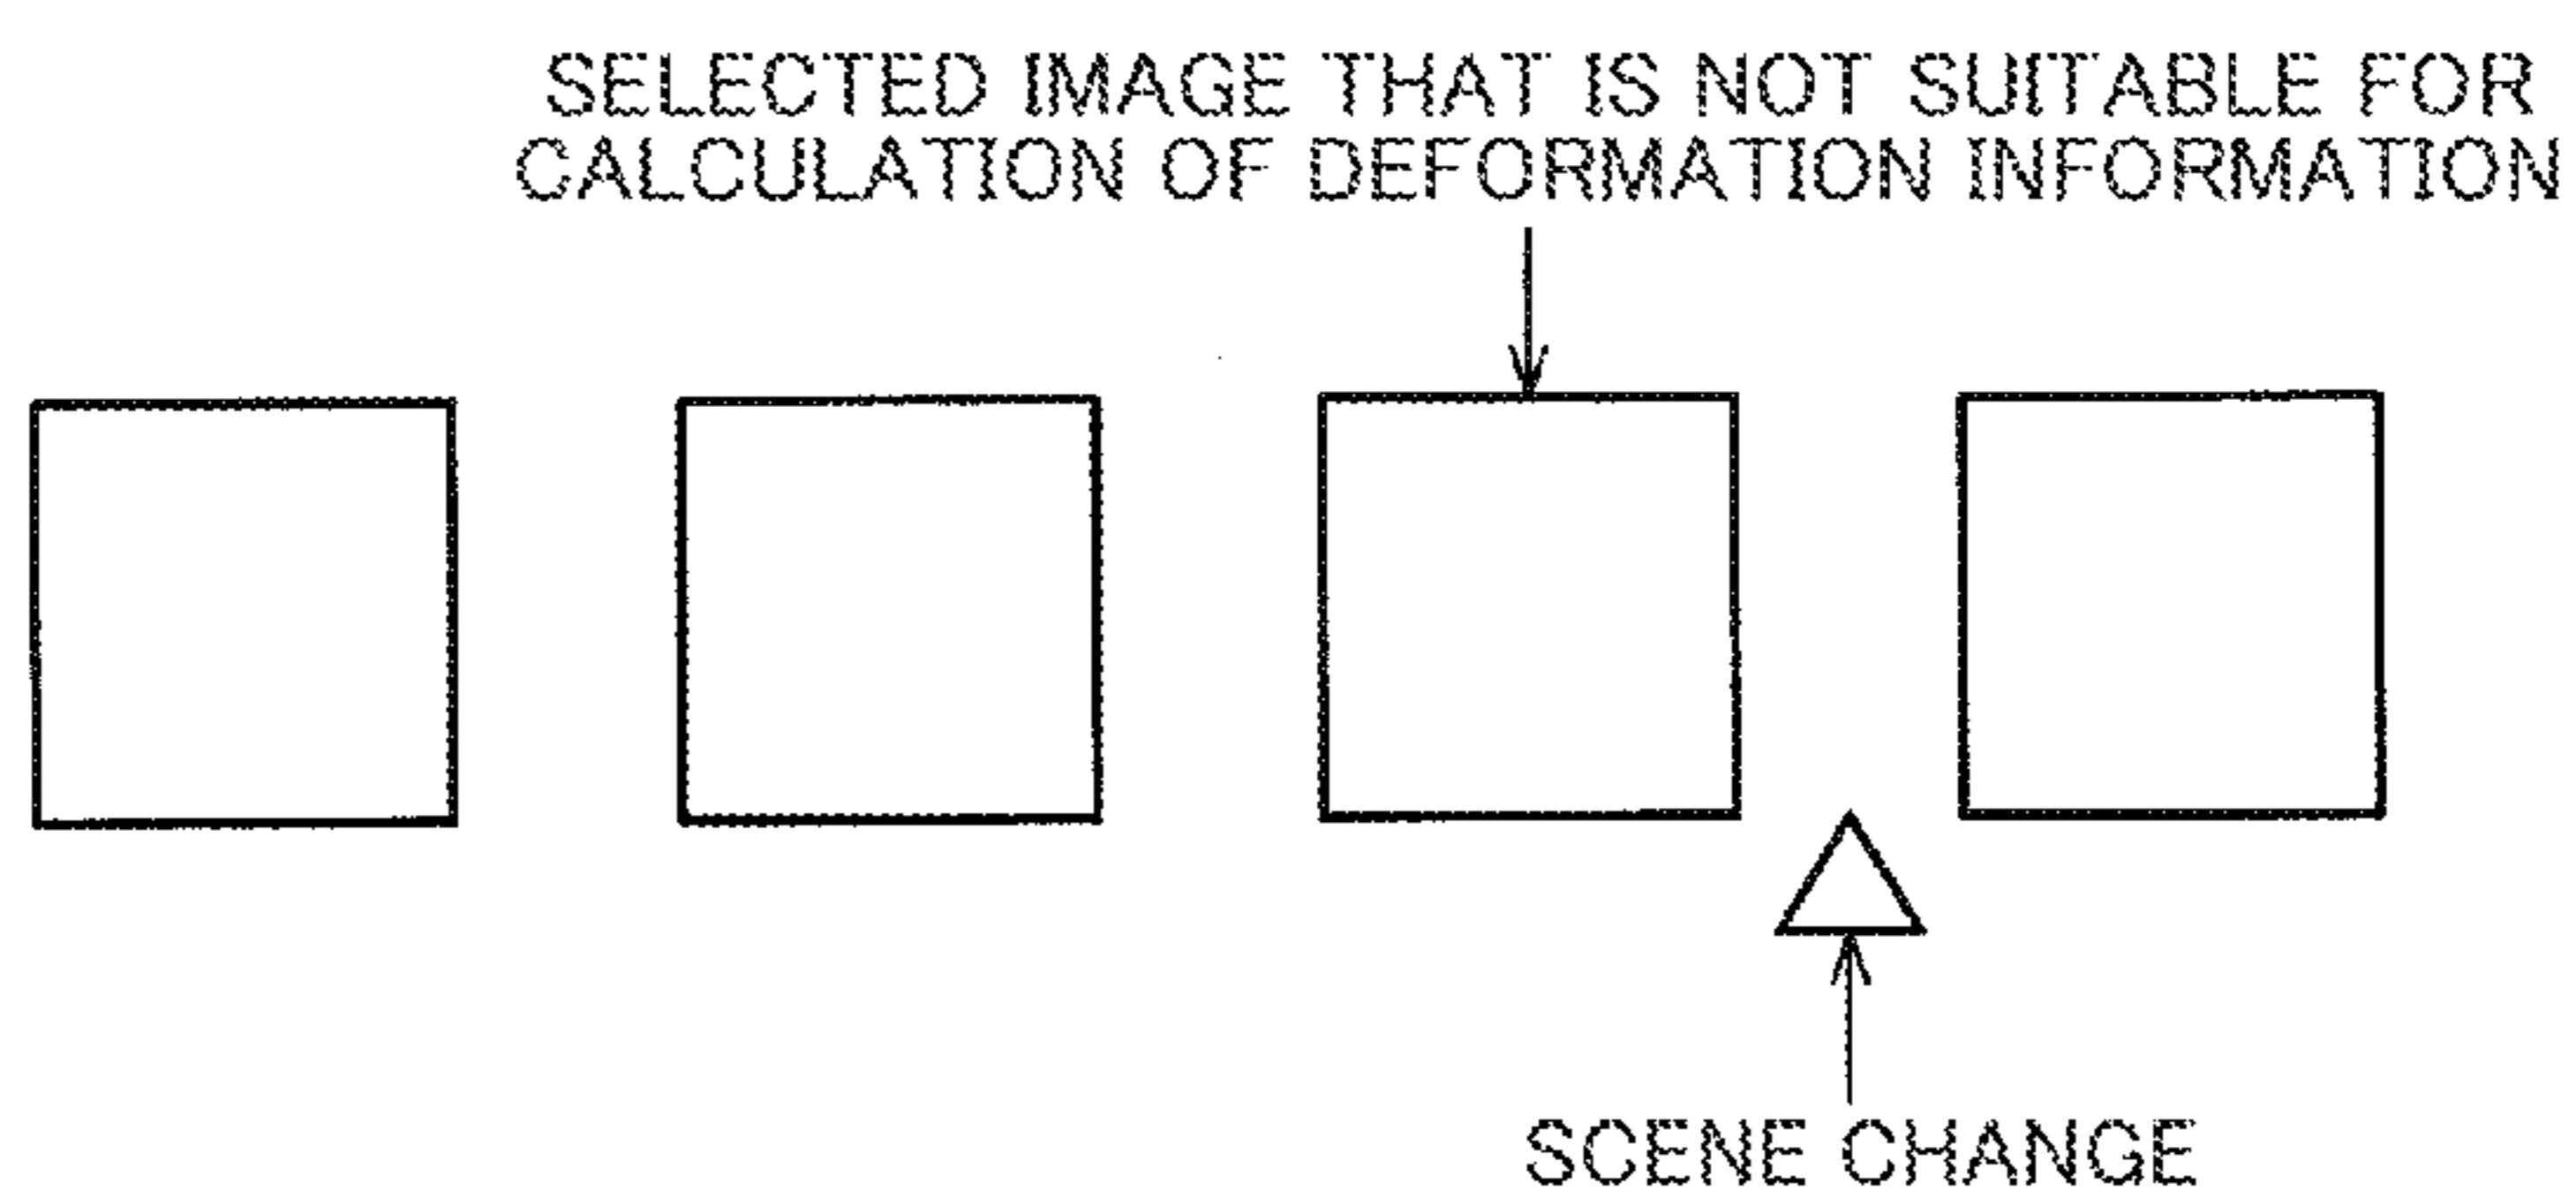 SELECTED IMAGE THAT IS NOT SUITABLE FOR
CALCULATION OF DEFORMATION INFORMATION
SCENE CHANGE